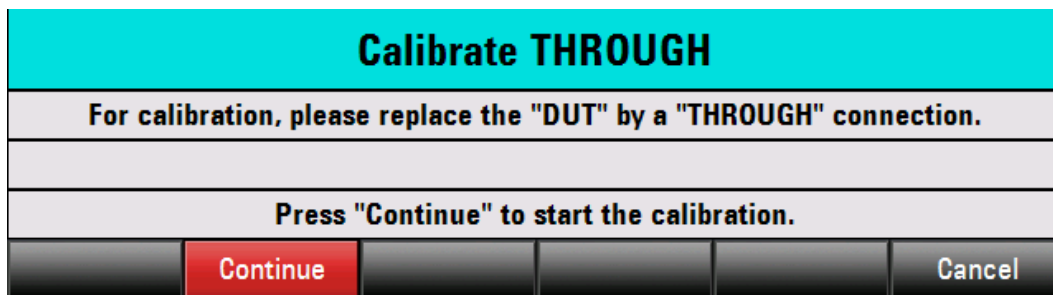 Calibrate THROUGH
For calibration, please replace the "DUT" by a "THROUGH" connection.
Press "Continue" to start the calibration.
Continue
Cancel